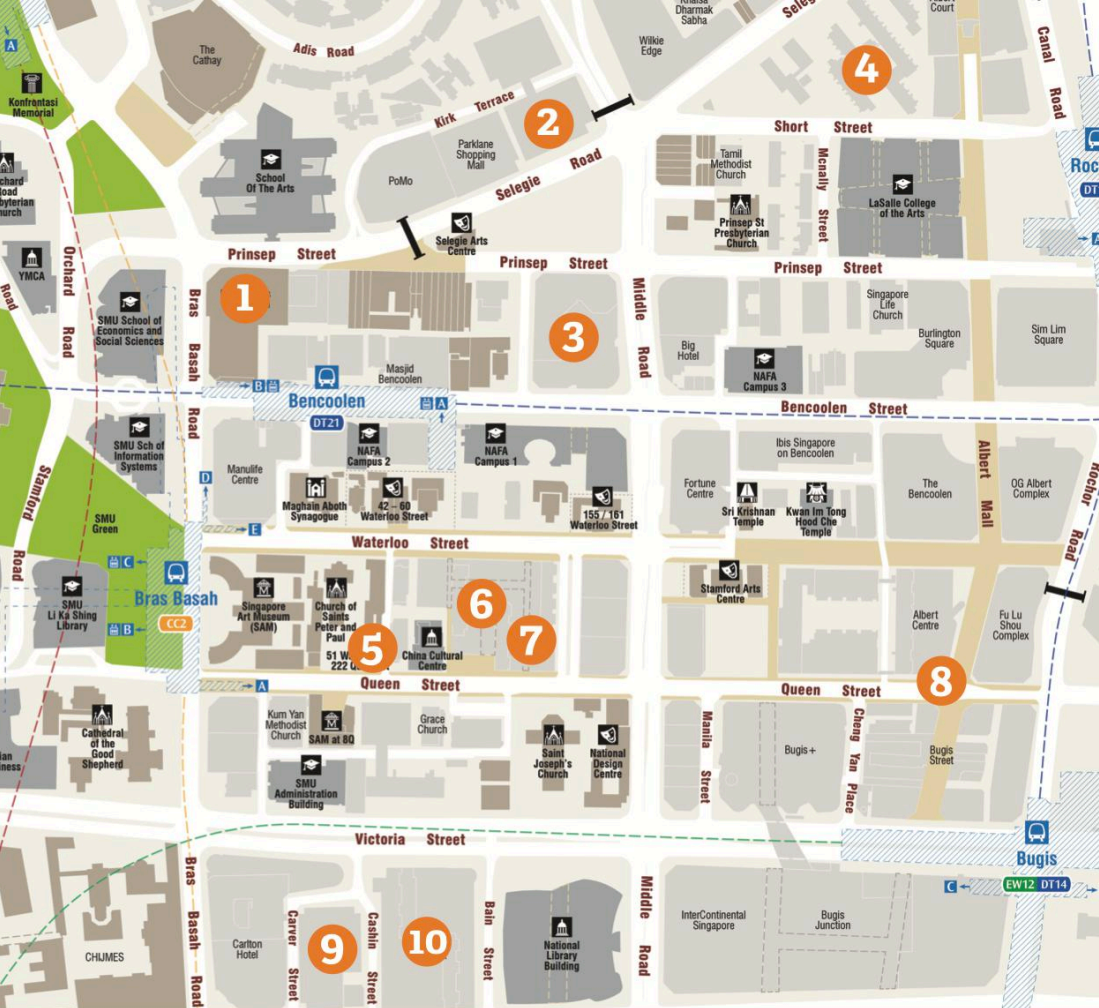 Khalsa
Dharmak
Sabha
Court
Selegie
Canal
Road
Wilkie
Edge
The
Cathay
Adis Road
A
4
Konfrontasi
Memorial
Kirk Terrace
2
Short Street
School
Of The Arts
Parklane
Shopping
Mall
PoMo
Selegie Road
Tamil
Methodist
Church
Mcnally
Street
LaSalle College
of the Arts
DT
A
Prinsep St
Presbyterian
Church
Selegie Arts
Centre
YMCA
Orchard
Road
Road
Prinsep Street
Prinsep Street
Prinsep Street
1
SMU School of
Economics and
Social Sciences
Bras
Basah
Road
3
Middle
Road
Singapore
Life
Church
Burlington
Square
Sim Lim
Square
Big
Hotel
NAFA
Campus 3
Masjid
Bencoolen
B
Bencoolen
A
DT21
Bencoolen Street
SMU Sch of
Information
Systems
Manulife
Centre
NAFA
Campus 2
NAFA
Campus 1
Ibis Singapore
on Bencoolen
Albert
Mall
Rochor
Road
Stamford
Road
D
Maghain Aboth
Synagogue
42 – 60
Waterloo Street
155 / 161
Waterloo Street
Fortune
Centre
Sri Krishnan
Temple
Kwan Im Tong
Hood Che
Temple
The
Bencoolen
OG Albert
Complex
SMU
Green
E
Waterloo Street
C
Bras Basah
CC2
B
SMU
Li Ka Shing
Library
Singapore
Art Museum
(SAM)
Church of
Saints
Peter and
Paul
5
China Cultural
Centre
6
7
Stamford Arts
Centre
Albert
Centre
Fu Lu
Shou
Complex
A
Queen Street
Queen Street
8
Cathedral
of the
Good
Shepherd
Kum Yan
Methodist
Church
SAM at 8Q
Grace
Church
Saint
Joseph's
Church
National
Design
Centre
Manila
Street
Bugis+
Cheng Yan Place
Bugis
Street
SMU
Administration
Building
Victoria Street
Bugis
EW12 DT14
C
Bras
Basah
Road
CHIJMES
Carlton
Hotel
Carver
Street
9
Cashin
Street
10
Bain
Street
National
Library
Building
Middle
Road
InterContinental
Singapore
Bugis
Junction